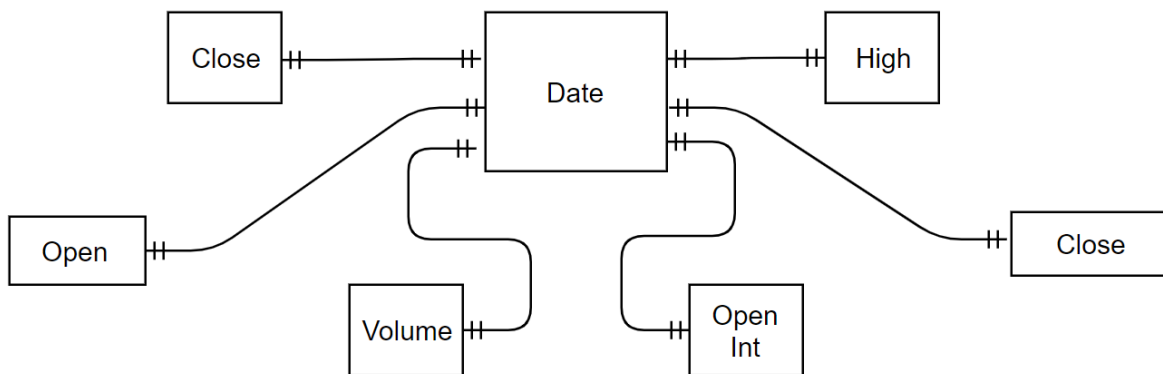 Close
Date
High
Open
Close
Volume
Open
Int